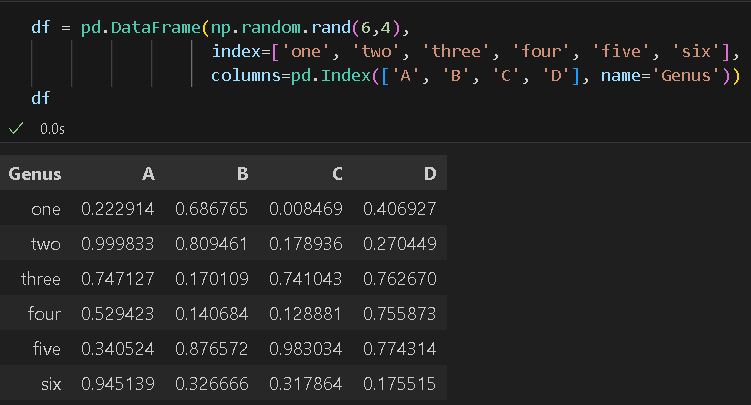 df = pd.DataFrame(np.random.rand(6,4),
index=['one', 'two', 'three', 'four', 'five', 'six'],
columns=pd.Index(['A', 'B', 'C', 'D'], name='Genus'))
df
0.0s
Genus A B C D
one 0.222914 0.686765 0.008469 0.406927
two 0.999833 0.809461 0.178936 0.270449
three 0.747127 0.170109 0.741043 0.762670
four 0.529423 0.140684 0.128881 0.755873
five 0.340524 0.876572 0.983034 0.774314
six 0.945139 0.326666 0.317864 0.175515